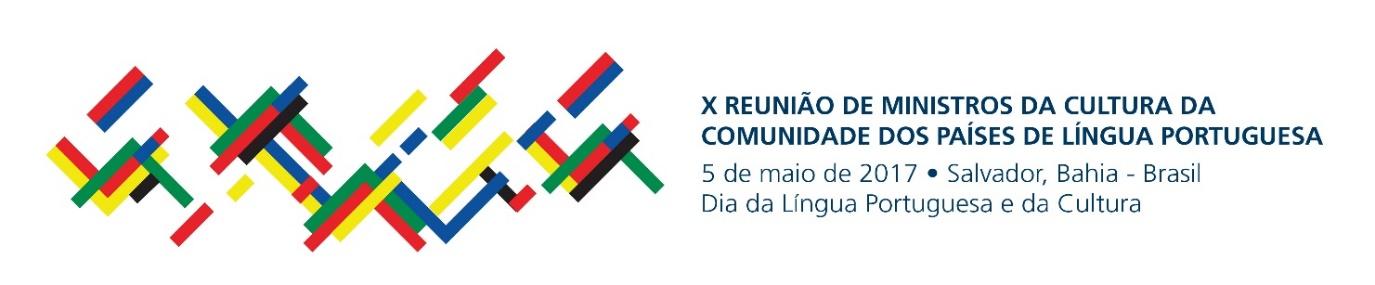 X REUNIÃO DE MINISTROS DA CULTURA DA
COMUNIDADE DOS PAÍSES DE LÍNGUA PORTUGUESA
5 de maio de 2017 • Salvador, Bahia - Brasil
Dia da Língua Portuguesa e da Cultura